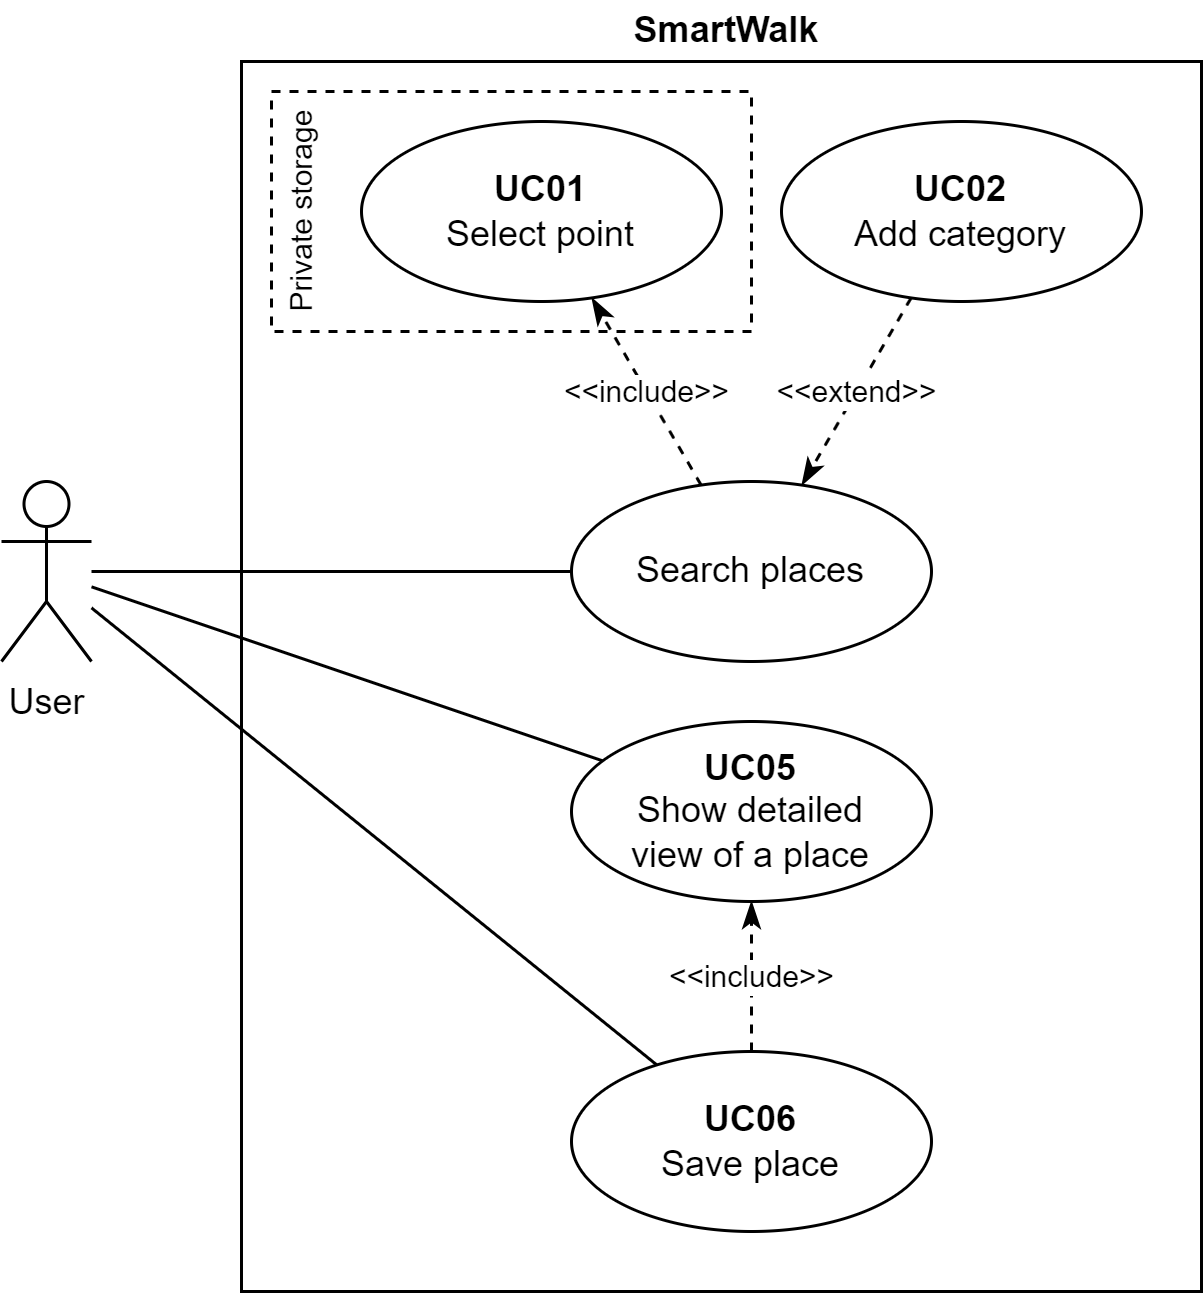 SmartWalk
Private storage
UC01
Select point
UC02
Add category
<<include>>
<<extend>>
Search places
User
UC05
Show detailed
view of a place
<<include>>
UC06
Save place